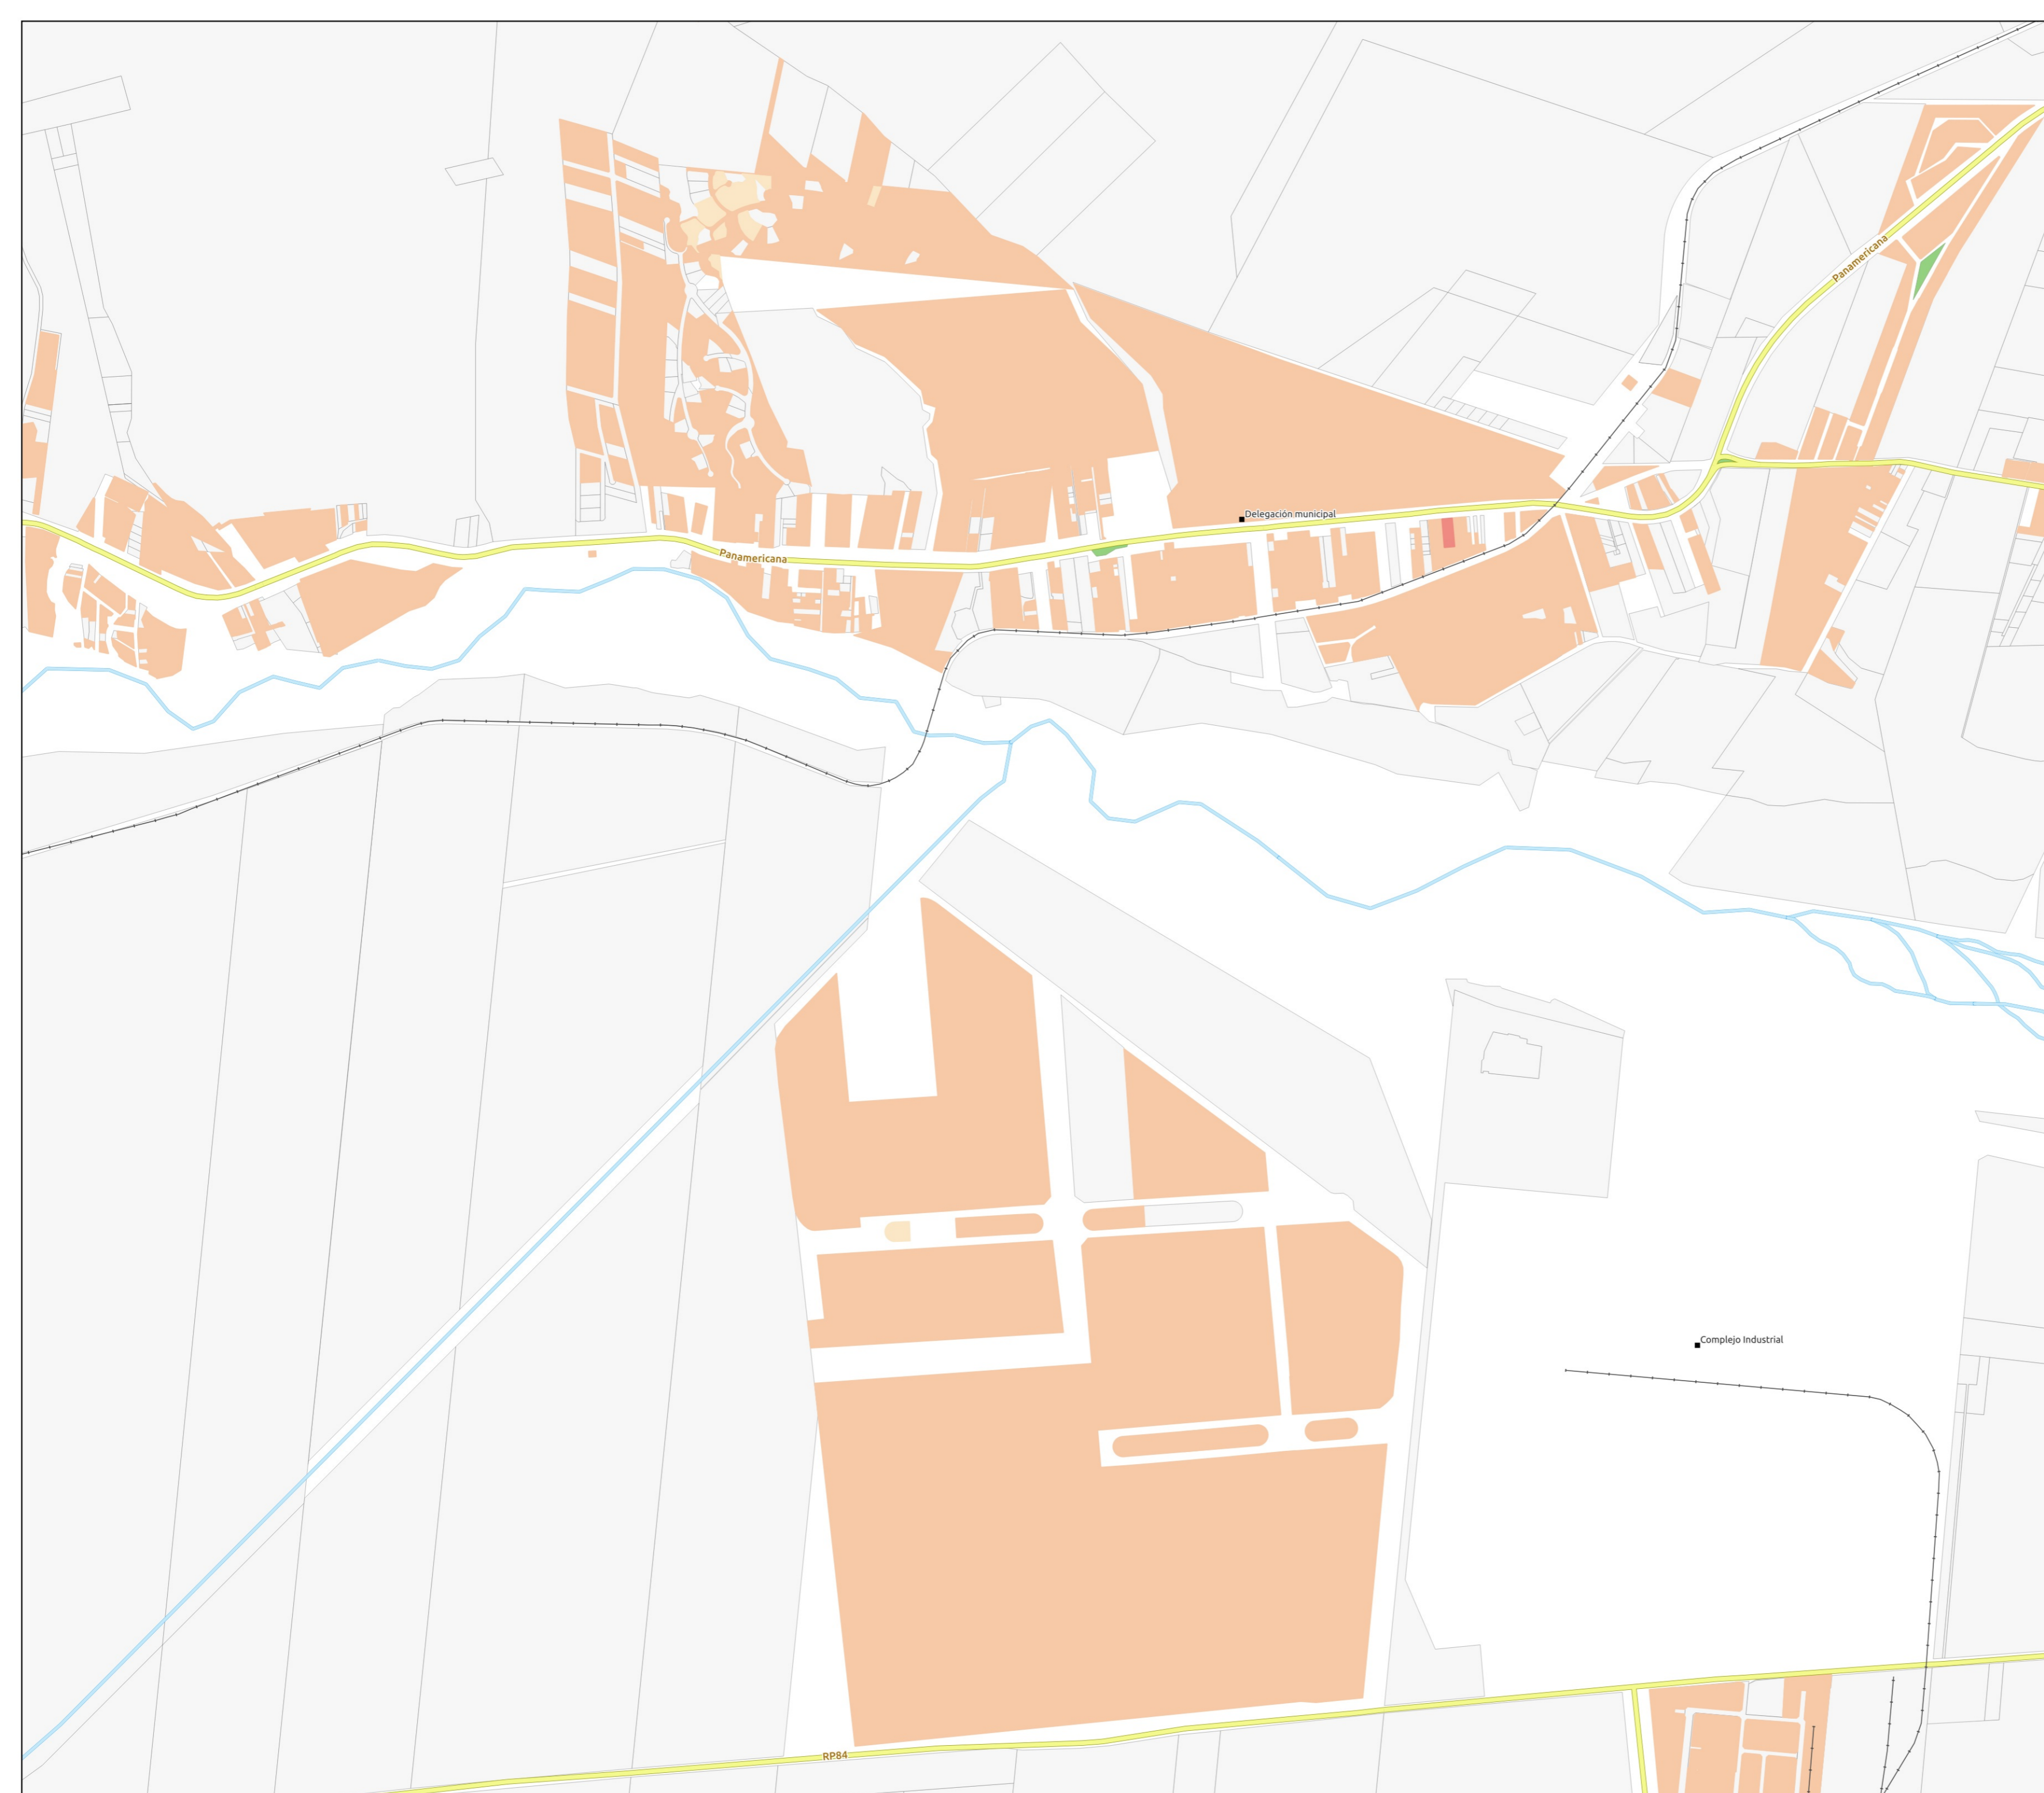 Panamericana
Delegación municipal
Panamericana
Complejo Industrial
RP84